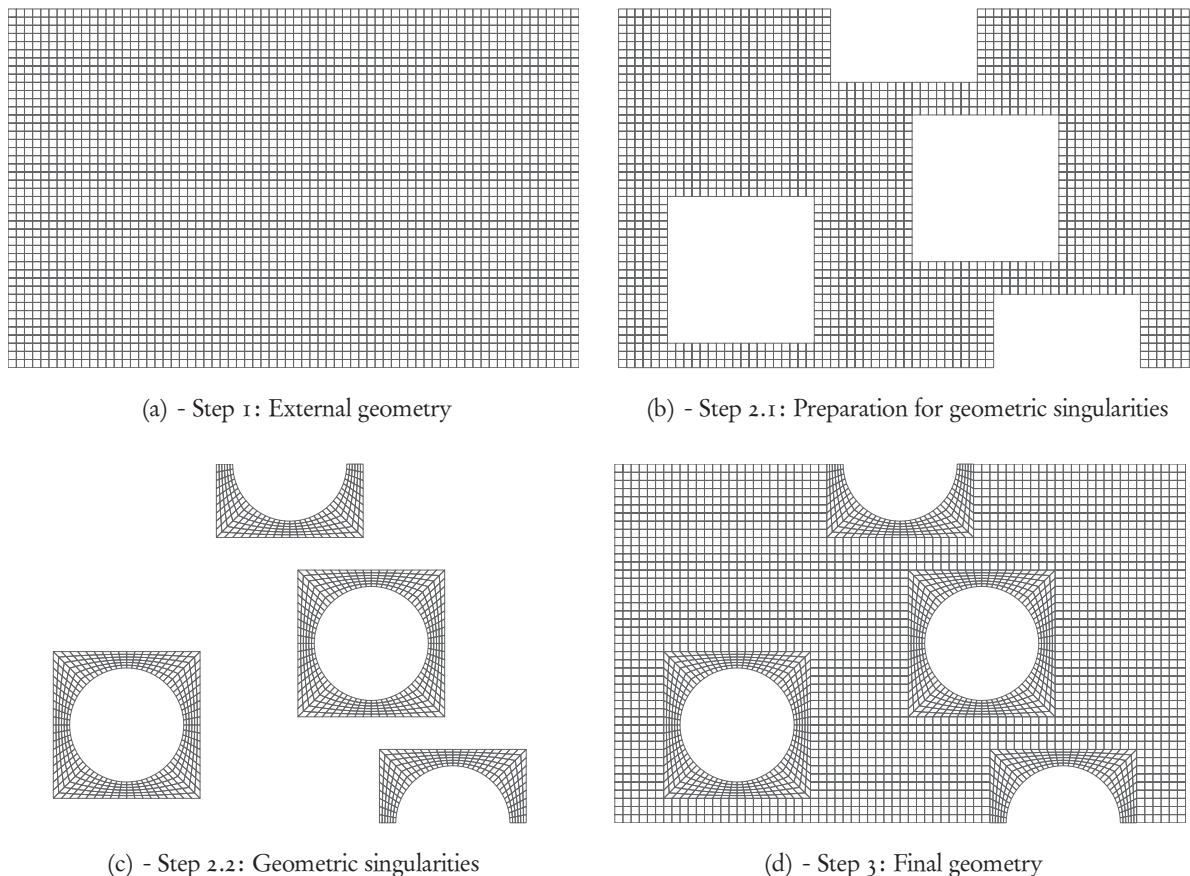 (a) - Step 1: External geometry
(b) - Step 2.1: Preparation for geometric singularities
(c) - Step 2.2: Geometric singularities
(d) - Step 3: Final geometry